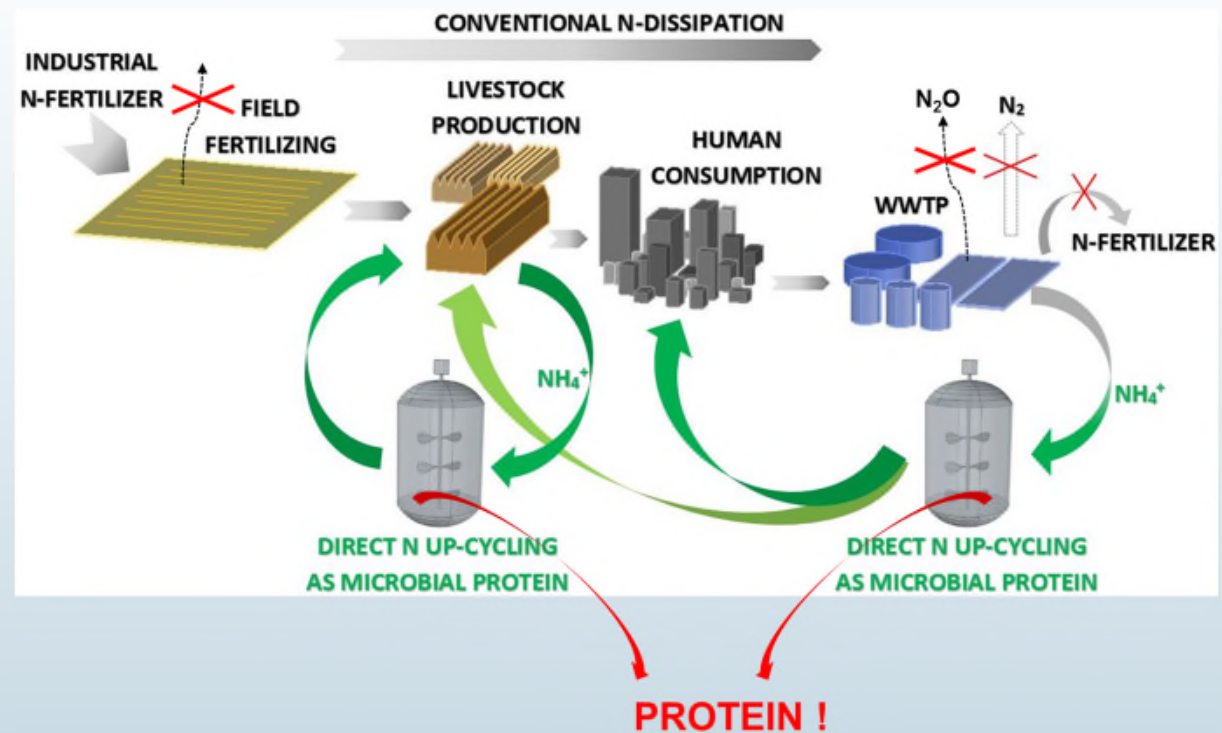 CONVENTIONAL N-DISSIPATION
INDUSTRIAL
N-FERTILIZER
FIELD
FERTILIZING
LIVESTOCK
PRODUCTION
HUMAN
CONSUMPTION
N₂O
N₂
WWTP
N-FERTILIZER
NH₄⁺
NH₄⁺
DIRECT N UP-CYCLING
AS MICROBIAL PROTEIN
DIRECT N UP-CYCLING
AS MICROBIAL PROTEIN
PROTEIN !